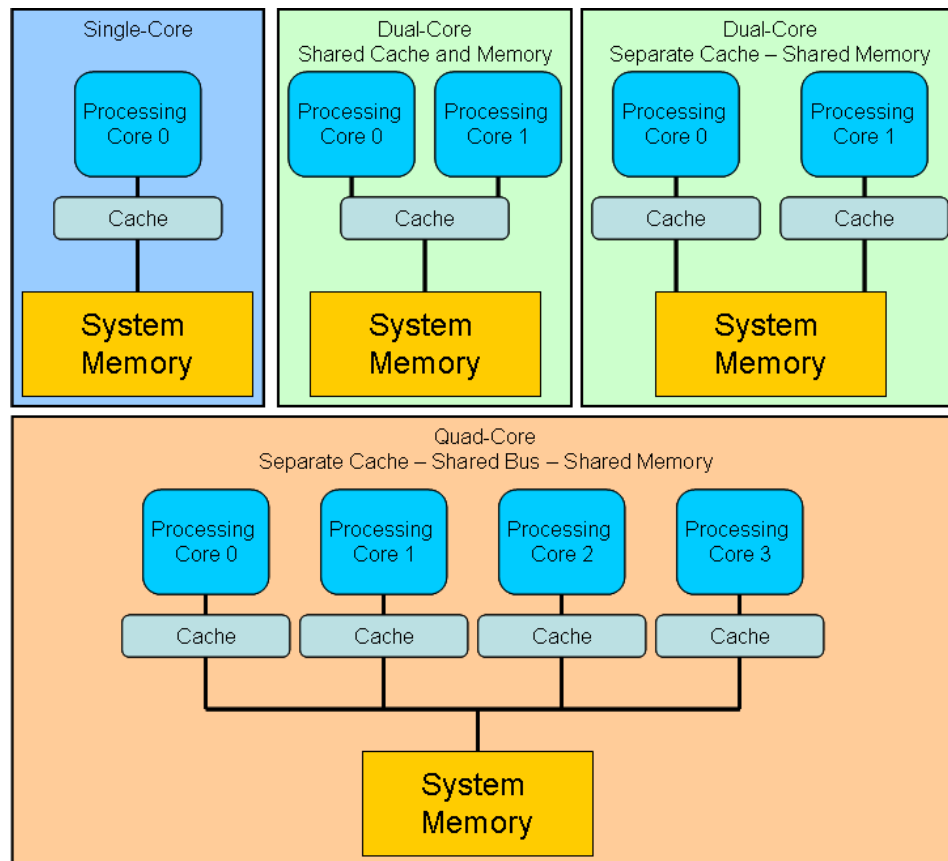 Single-Core
Processing
Core 0
Cache
System
Memory
Dual-Core
Shared Cache and Memory
Processing
Core 0
Processing
Core 1
Cache
System
Memory
Dual-Core
Separate Cache – Shared Memory
Processing
Core 0
Processing
Core 1
Cache
Cache
System
Memory
Quad-Core
Separate Cache – Shared Bus – Shared Memory
Processing
Core 0
Processing
Core 1
Processing
Core 2
Processing
Core 3
Cache
Cache
Cache
Cache
System
Memory